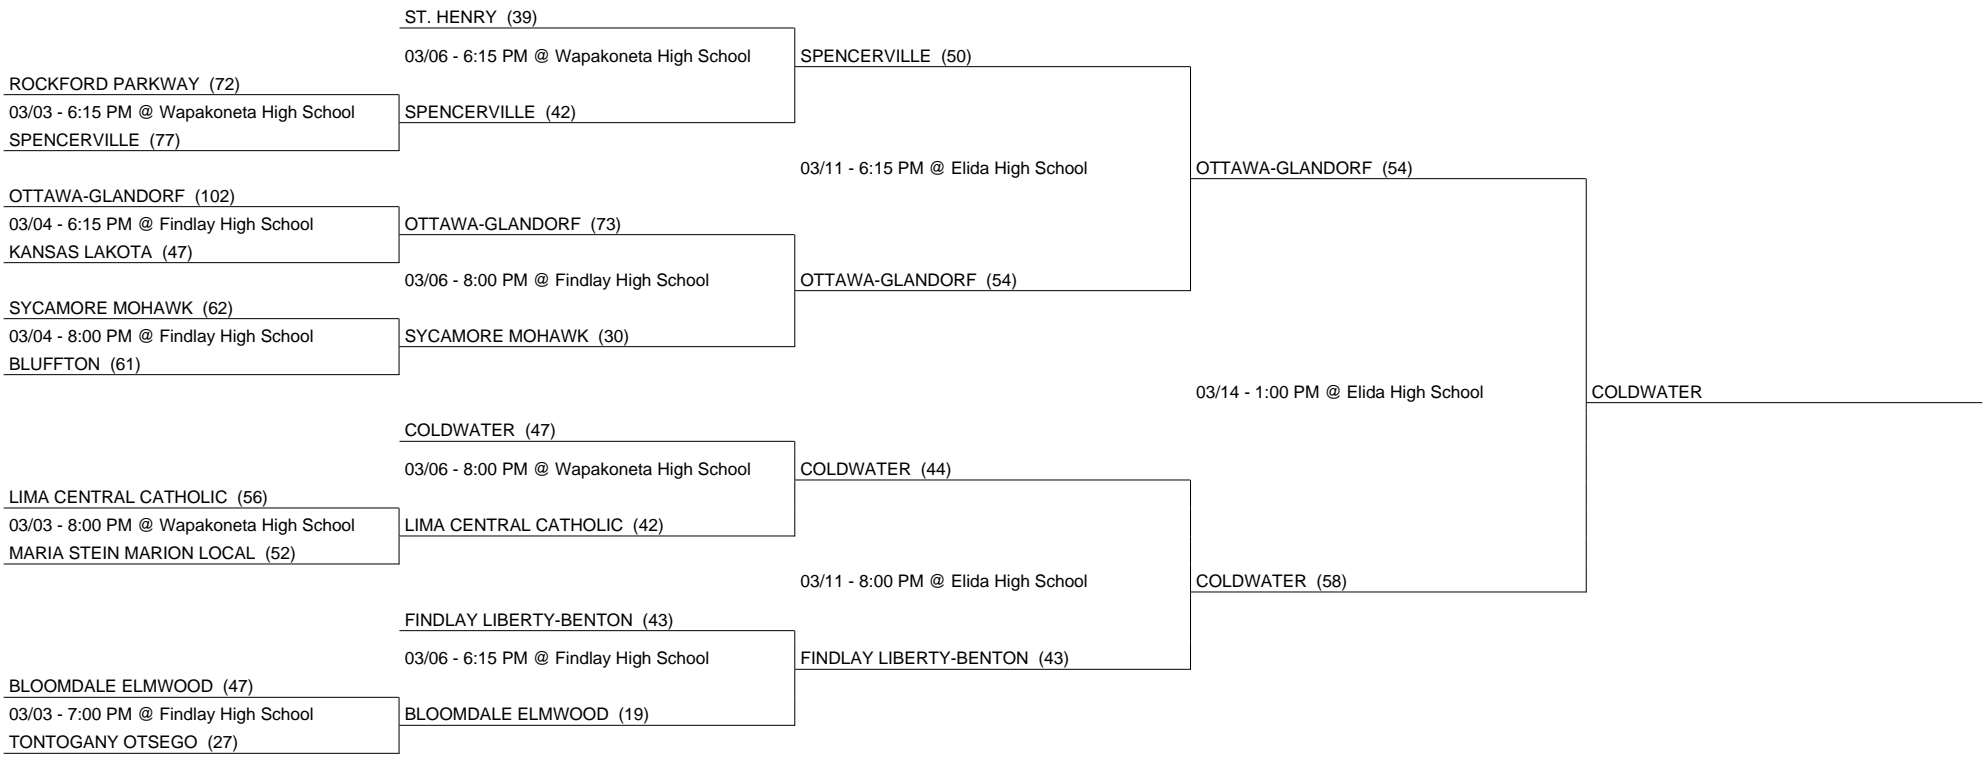 ST. HENRY (39)
03/06 - 6:15 PM @ Wapakoneta High School
SPENCERVILLE (50)
ROCKFORD PARKWAY (72)
03/03 - 6:15 PM @ Wapakoneta High School
SPENCERVILLE (42)
SPENCERVILLE (77)
03/11 - 6:15 PM @ Elida High School
OTTAWA-GLANDORF (54)
OTTAWA-GLANDORF (102)
03/04 - 6:15 PM @ Findlay High School
OTTAWA-GLANDORF (73)
KANSAS LAKOTA (47)
03/06 - 8:00 PM @ Findlay High School
OTTAWA-GLANDORF (54)
SYCAMORE MOHAWK (62)
03/04 - 8:00 PM @ Findlay High School
SYCAMORE MOHAWK (30)
BLUFFTON (61)
03/14 - 1:00 PM @ Elida High School
COLDWATER
COLDWATER (47)
03/06 - 8:00 PM @ Wapakoneta High School
COLDWATER (44)
LIMA CENTRAL CATHOLIC (56)
03/03 - 8:00 PM @ Wapakoneta High School
LIMA CENTRAL CATHOLIC (42)
MARIA STEIN MARION LOCAL (52)
03/11 - 8:00 PM @ Elida High School
COLDWATER (58)
FINDLAY LIBERTY-BENTON (43)
03/06 - 6:15 PM @ Findlay High School
FINDLAY LIBERTY-BENTON (43)
BLOOMDALE ELMWOOD (47)
03/03 - 7:00 PM @ Findlay High School
BLOOMDALE ELMWOOD (19)
TONTOGANY OTSEGO (27)